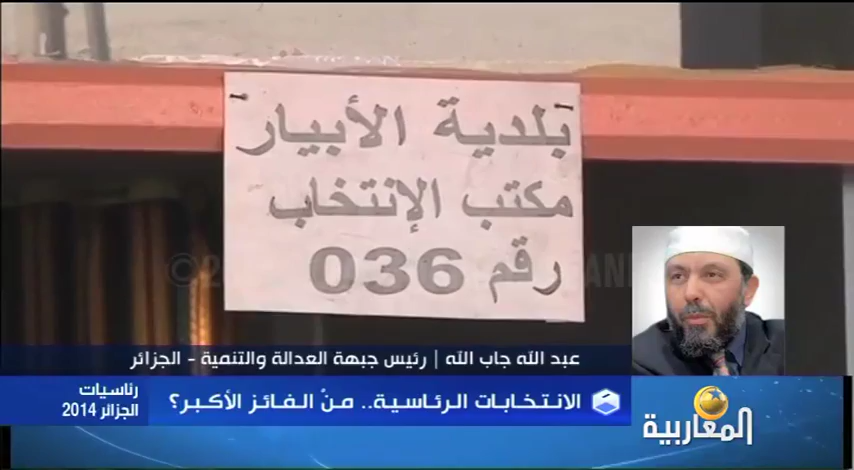 بلدية الأبيار
مكتب الإنتخاب
رقم 036
عبد الله جاب الله | رئيس جبهة العدالة والتنمية - الجزائر
الانتخابات الرئاسية.. منْ الفائز الأكبر؟
رئاسيات
الجزائر 2014
المغاربية